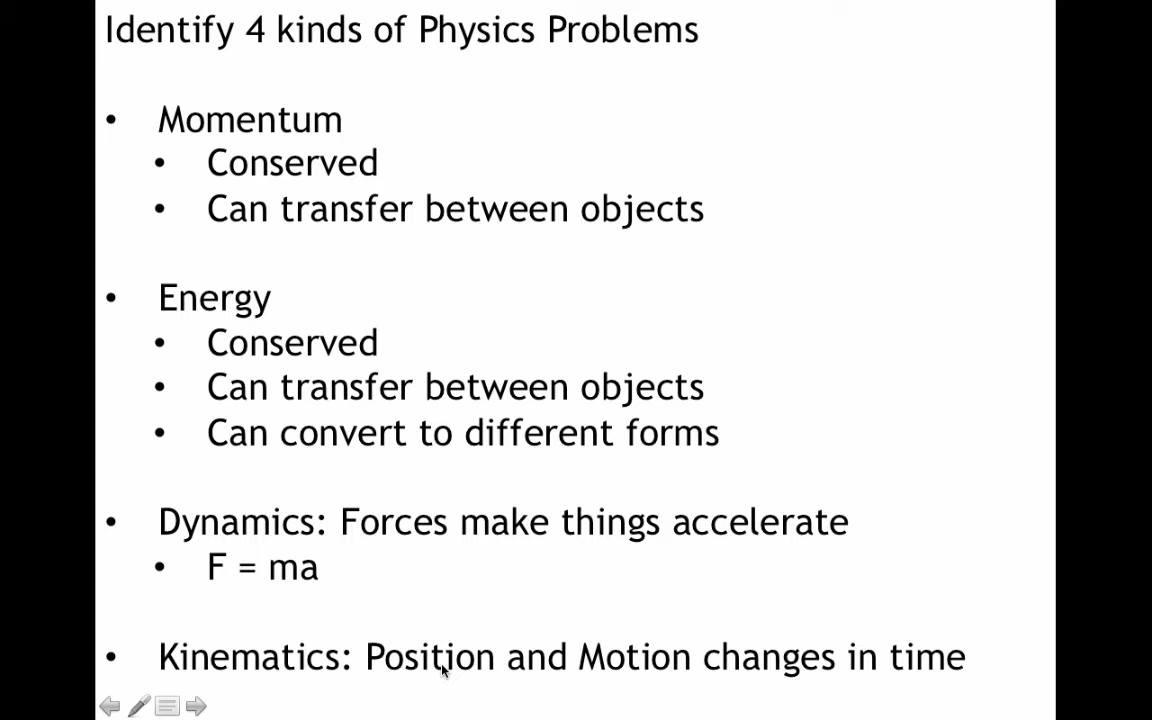 Identify 4 kinds of Physics Problems
• Momentum
• Conserved
• Can transfer between objects
• Energy
• Conserved
• Can transfer between objects
• Can convert to different forms
• Dynamics: Forces make things accelerate
• F = ma
• Kinematics: Position and Motion changes in time